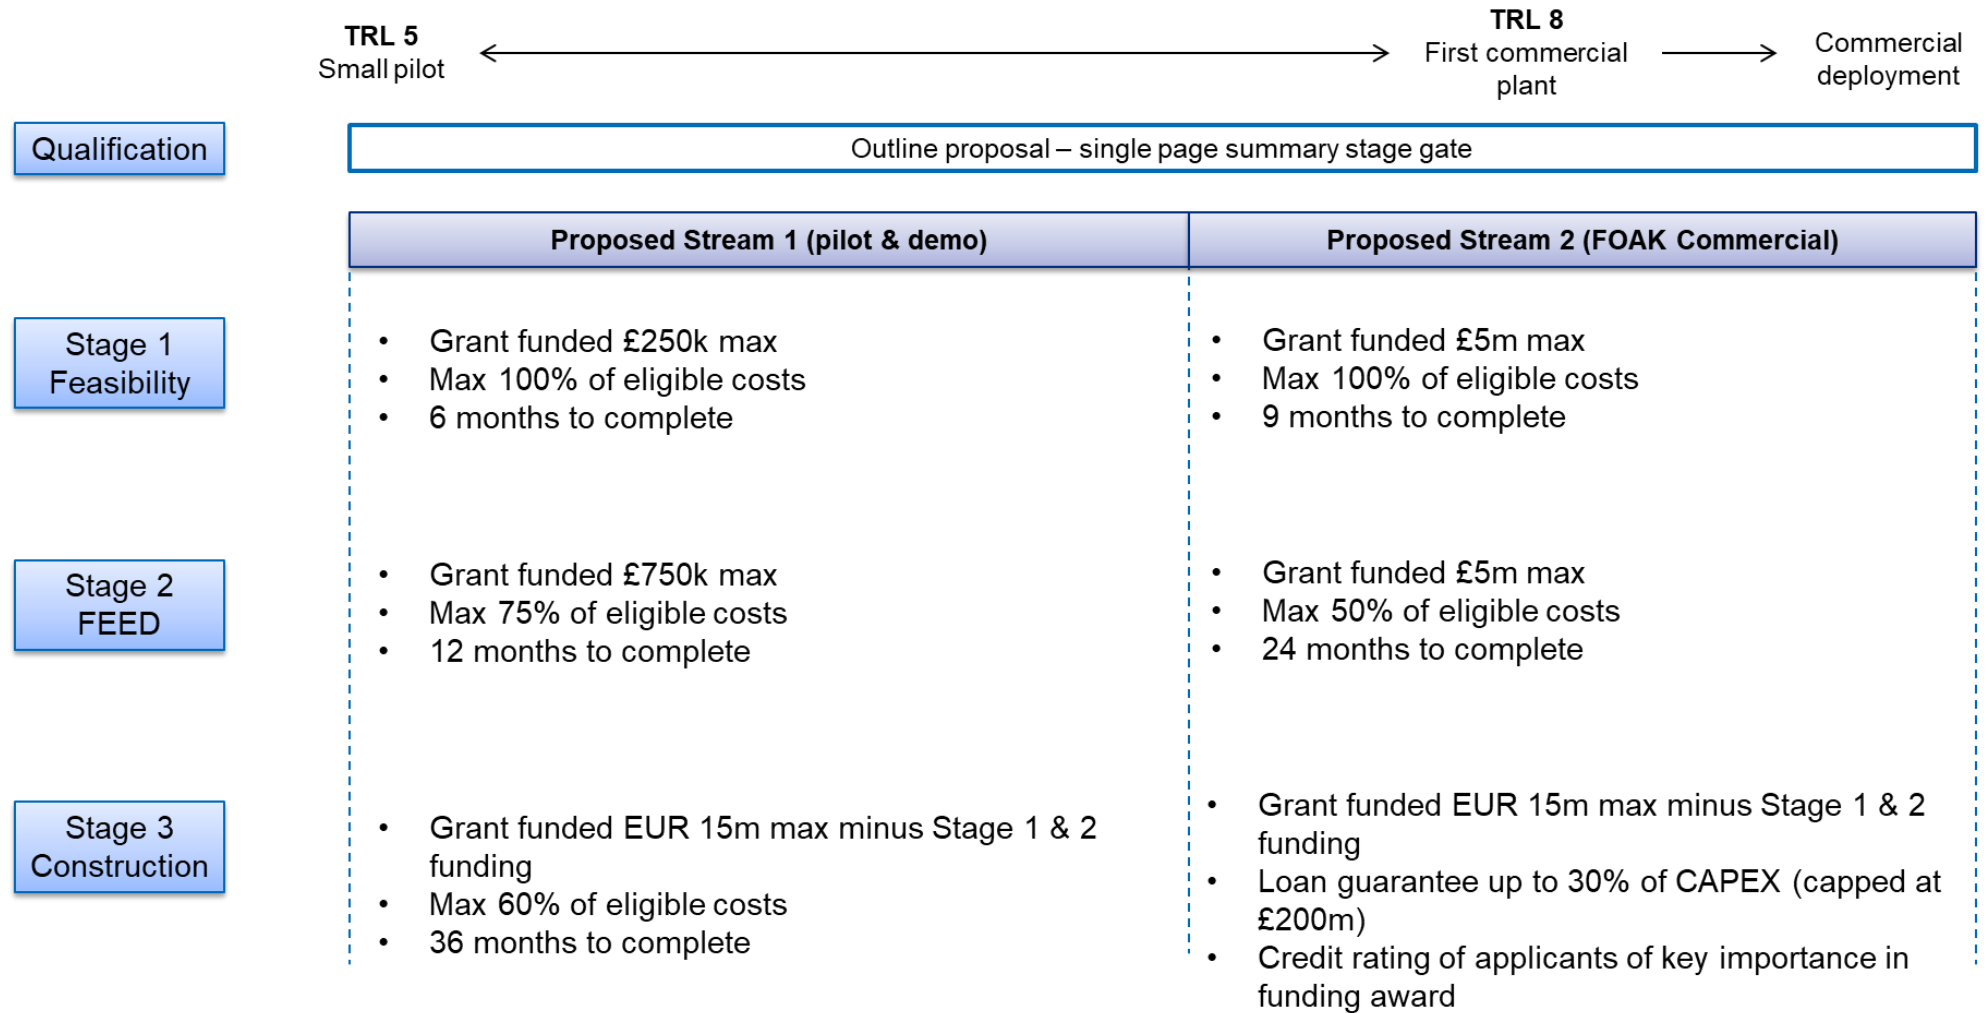 TRL 5
Small pilot
TRL 8
First commercial
plant
Commercial
deployment
Qualification
Outline proposal – single page summary stage gate
Proposed Stream 1 (pilot & demo)
Proposed Stream 2 (FOAK Commercial)
Stage 1
Feasibility
• Grant funded £250k max
• Max 100% of eligible costs
• 6 months to complete
• Grant funded £5m max
• Max 100% of eligible costs
• 9 months to complete
Stage 2
FEED
• Grant funded £750k max
• Max 75% of eligible costs
• 12 months to complete
• Grant funded £5m max
• Max 50% of eligible costs
• 24 months to complete
Stage 3
Construction
• Grant funded EUR 15m max minus Stage 1 & 2
funding
• Max 60% of eligible costs
• 36 months to complete
• Grant funded EUR 15m max minus Stage 1 & 2
funding
• Loan guarantee up to 30% of CAPEX (capped at
£200m)
• Credit rating of applicants of key importance in
funding award